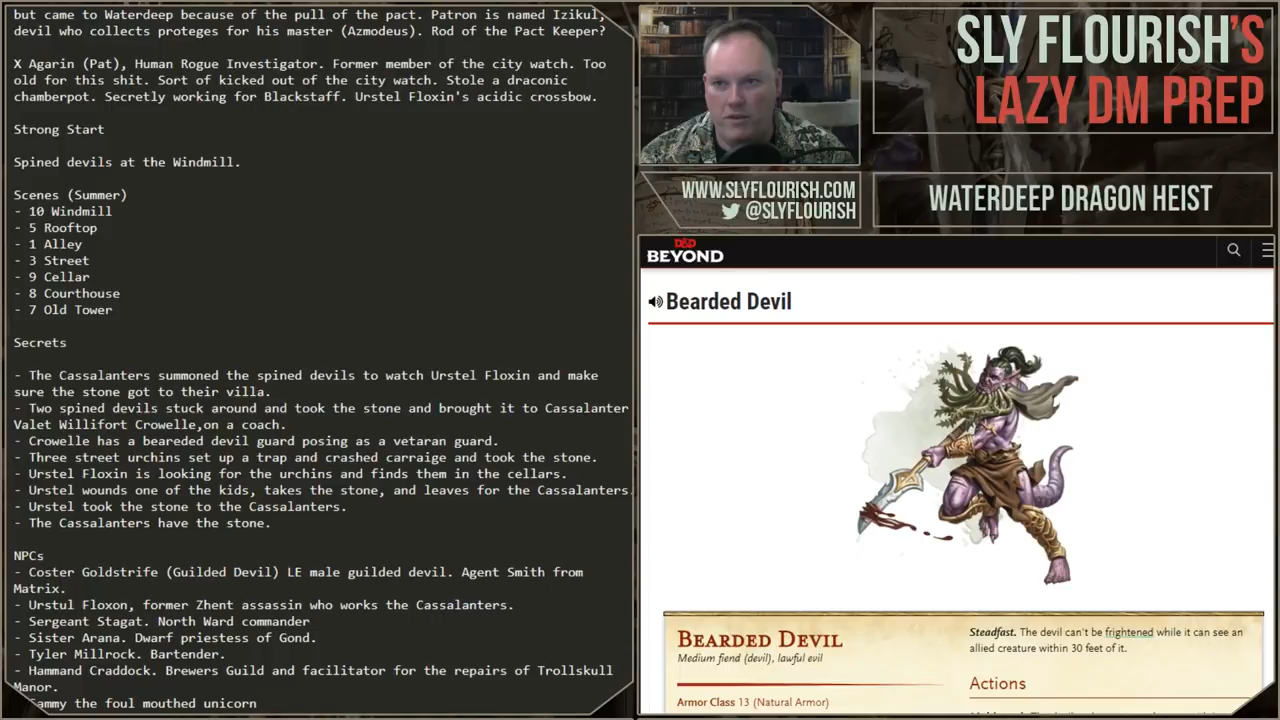 but came to Waterdeep because of the pull of the pact. Patron is named Izikul,
devil who collects proteges for his master (Azmodeus). Rod of the Pact Keeper?
X Agarin (Pat), Human Rogue Investigator. Former member of the city watch. Too
old for this shit. Sort of kicked out of the city watch. Stole a draconic
chamberpot. Secretly working for Blackstaff. Urstel Floxin's acidic crossbow.
Strong Start
Spined devils at the Windmill.
Scenes (Summer)
- 10 Windmill
- 5 Rooftop
- 1 Alley
- 3 Street
- 9 Cellar
- 8 Courthouse
- 7 Old Tower
Secrets
- The Cassalanters summoned the spined devils to watch Urstel Floxin and make
sure the stone got to their villa.
- Two spined devils stuck around and took the stone and brought it to Cassalanter
Valet Willifort Crowelle,on a coach.
- Crowelle has a beareded devil guard posing as a vetaran guard.
- Three street urchins set up a trap and crashed carraige and took the stone.
- Urstel Floxin is looking for the urchins and finds them in the cellars.
- Urstel wounds one of the kids, takes the stone, and leaves for the Cassalanters.
- Urstel took the stone to the Cassalanters.
- The Cassalanters have the stone.
NPCs
- Coster Goldstrife (Guilded Devil) LE male guilded devil. Agent Smith from
Matrix.
- Urstul Floxon, former Zhent assassin who works the Cassalanters.
- Sergeant Stagat. North Ward commander
- Sister Arana. Dwarf priestess of Gond.
- Tyler Millrock. Bartender.
- Hammand Craddock. Brewers Guild and facilitator for the repairs of Trollskull
Manor.
SLY FLOURISH'S
LAZY DM PREP
WWW.SLYFLOURISH.COM
@SLYFLOURISH
WATERDEEP DRAGON HEIST
D&D
BEYOND
Bearded Devil
BEARDED DEVIL
Medium fiend (devil), lawful evil
Armor Class 13 (Natural Armor)
Steadfast. The devil can't be frightened while it can see an
allied creature within 30 feet of it.
Actions
the foul mouthed unicorn